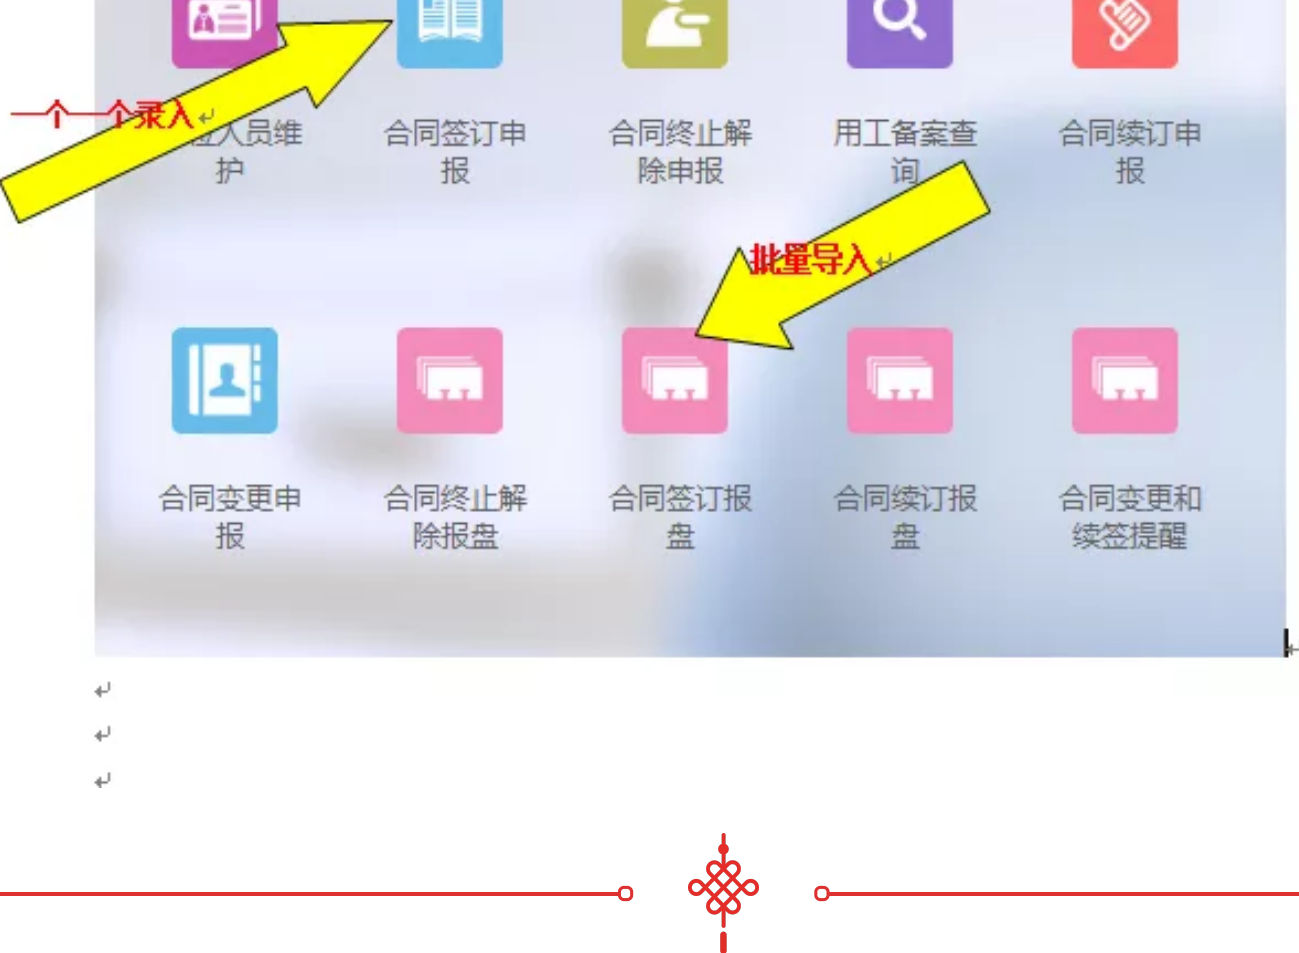 一个一个录入
人员维
护
合同签订申
报
合同终止解
除申报
用工备案查
询
合同续订申
报
批量导入
合同变更申
报
合同终止解
除报盘
合同签订报
盘
合同续订报
盘
合同变更和
续签提醒